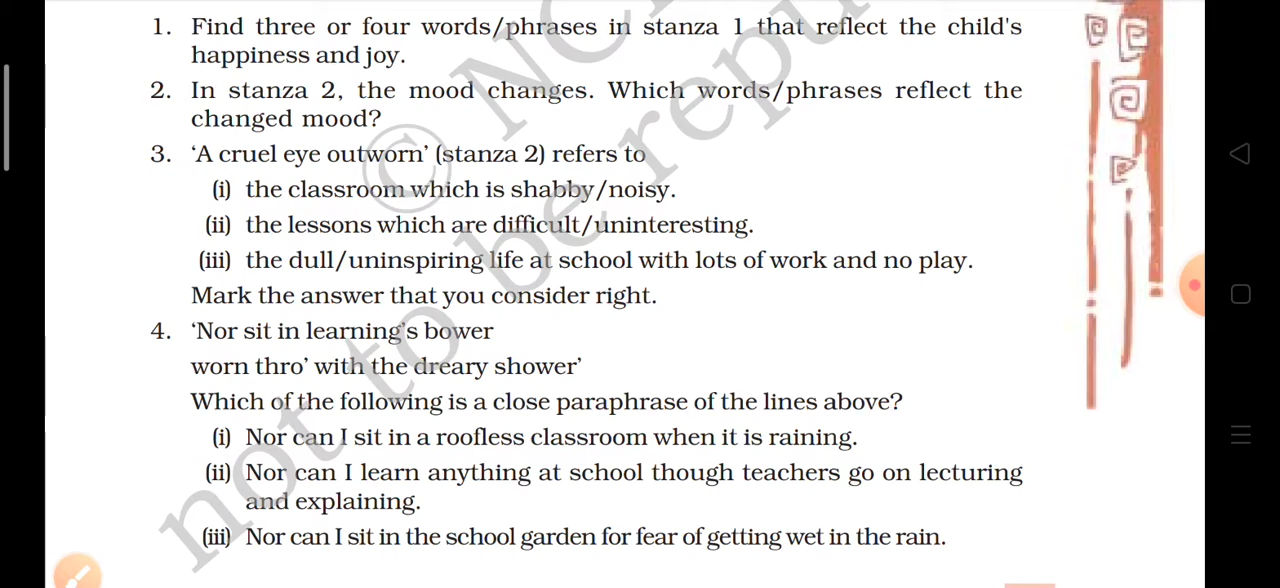 1. Find three or four words/phrases in stanza 1 that reflect the child's
happiness and joy.
2. In stanza 2, the mood changes. Which words/phrases reflect the
changed mood?
3. ‘A cruel eye outworn’ (stanza 2) refers to
(i) the classroom which is shabby/noisy.
(ii) the lessons which are difficult/uninteresting.
(iii) the dull/uninspiring life at school with lots of work and no play.
Mark the answer that you consider right.
4. ‘Nor sit in learning’s bower
worn thro’ with the dreary shower’
Which of the following is a close paraphrase of the lines above?
(i) Nor can I sit in a roofless classroom when it is raining.
(ii) Nor can I learn anything at school though teachers go on lecturing
and explaining.
(iii) Nor can I sit in the school garden for fear of getting wet in the rain.
© NC
not to be repu